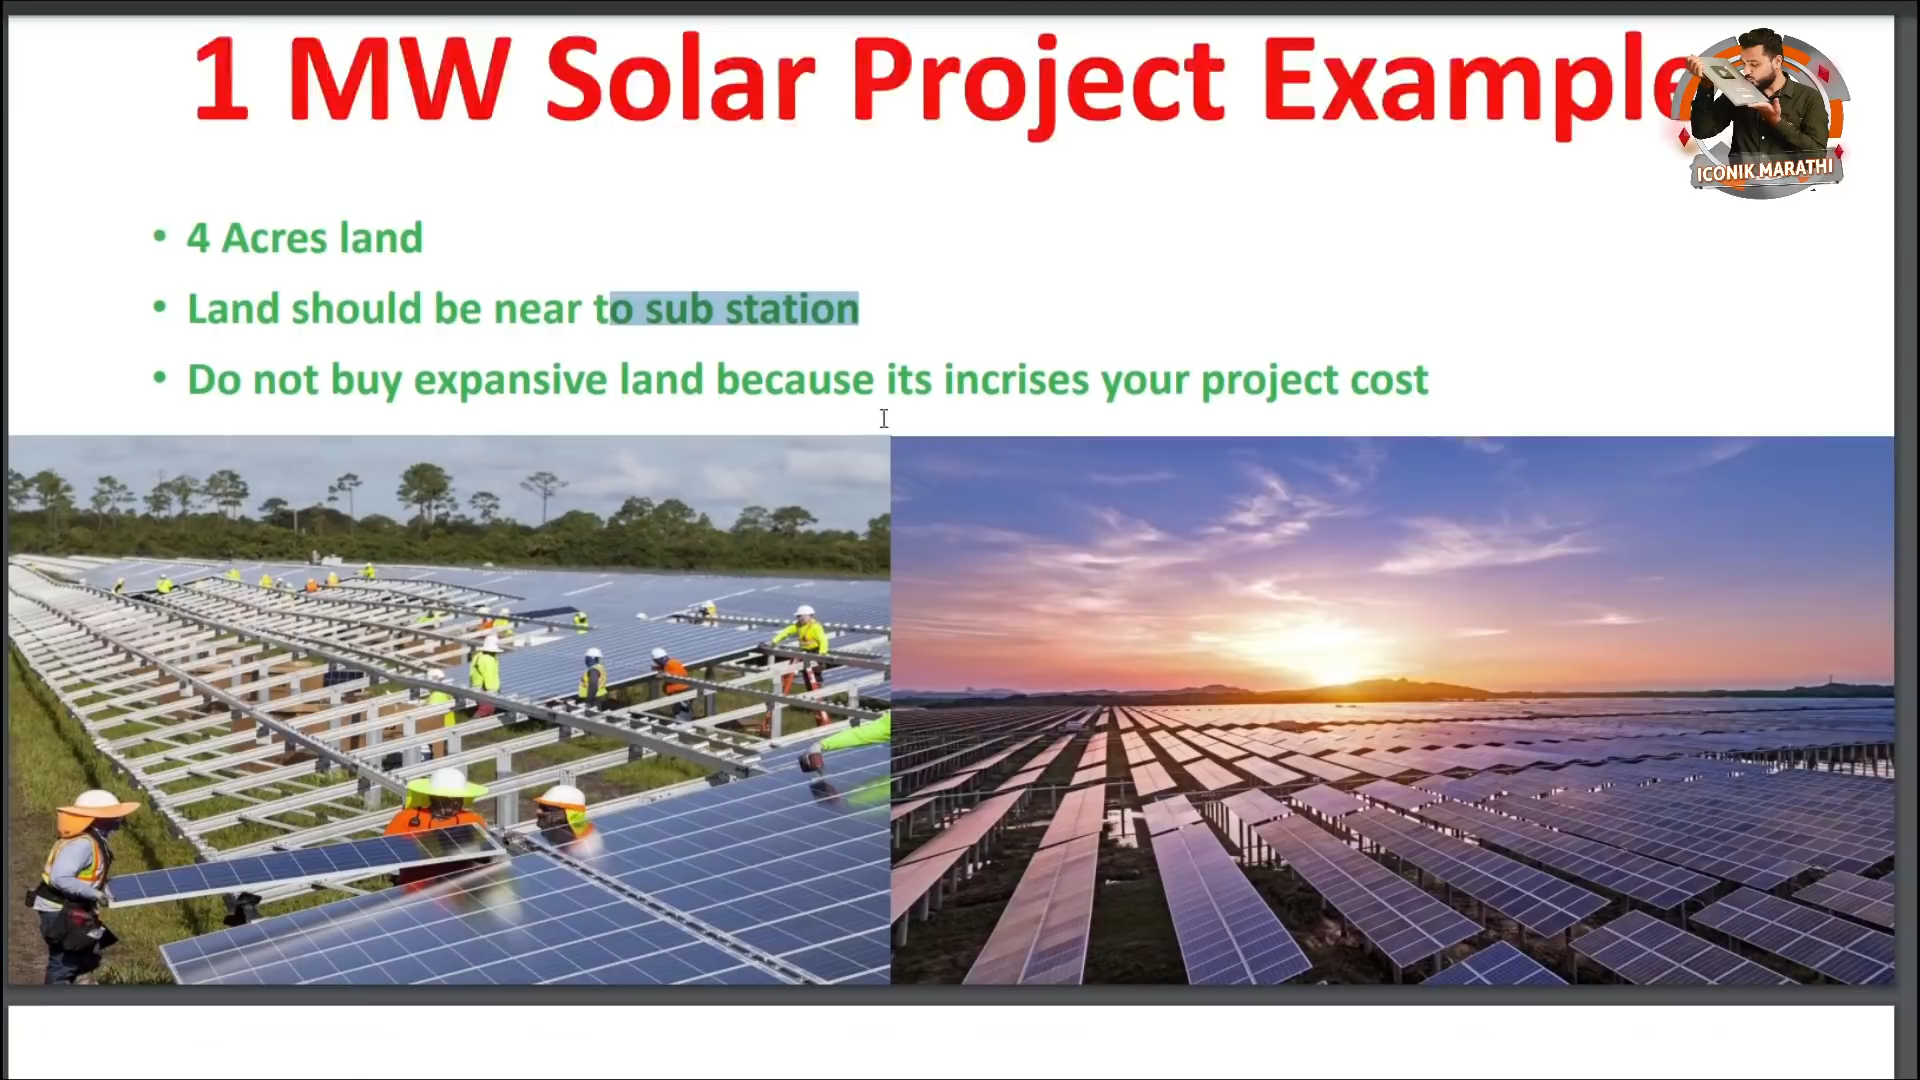 1 MW Solar Project Example
ICONIK MARATHI
• 4 Acres land
• Land should be near to sub station
• Do not buy expansive land because its incrises your project cost